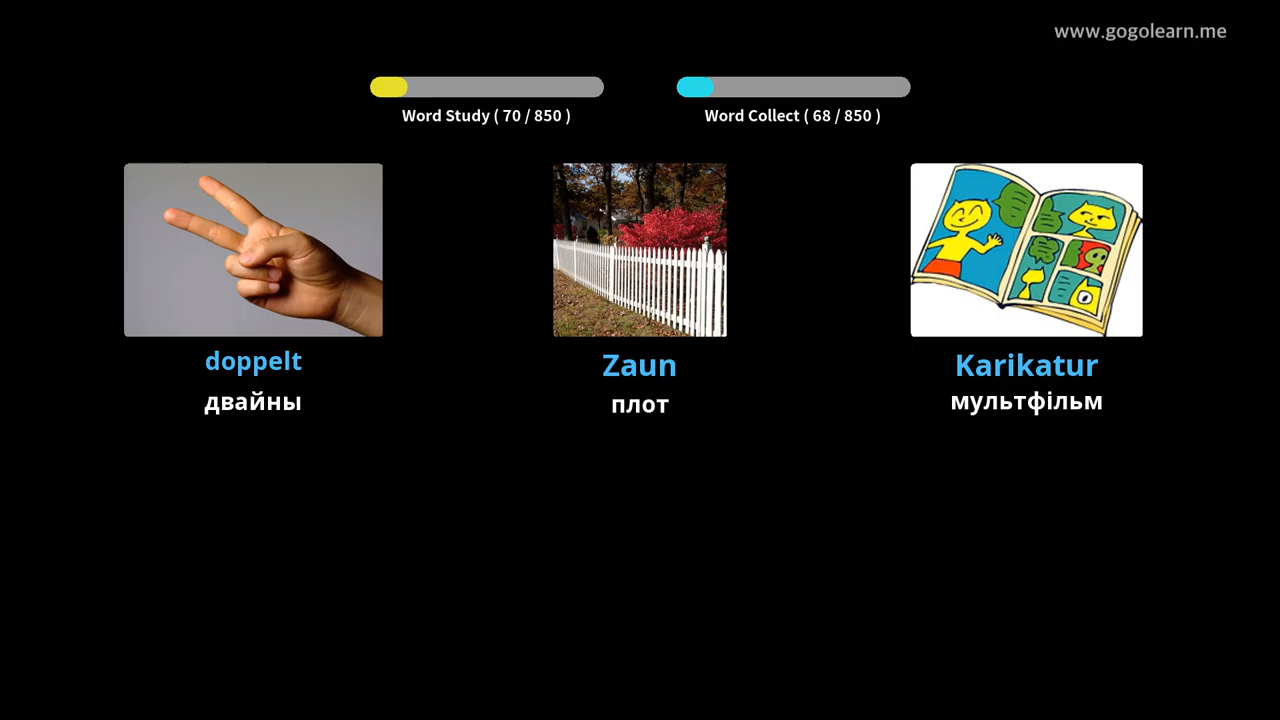 www.gogolearn.me
Word Study ( 70 / 850 )
Word Collect ( 68 / 850 )
doppelt
двайны
Zaun
плот
Karikatur
мультфільм